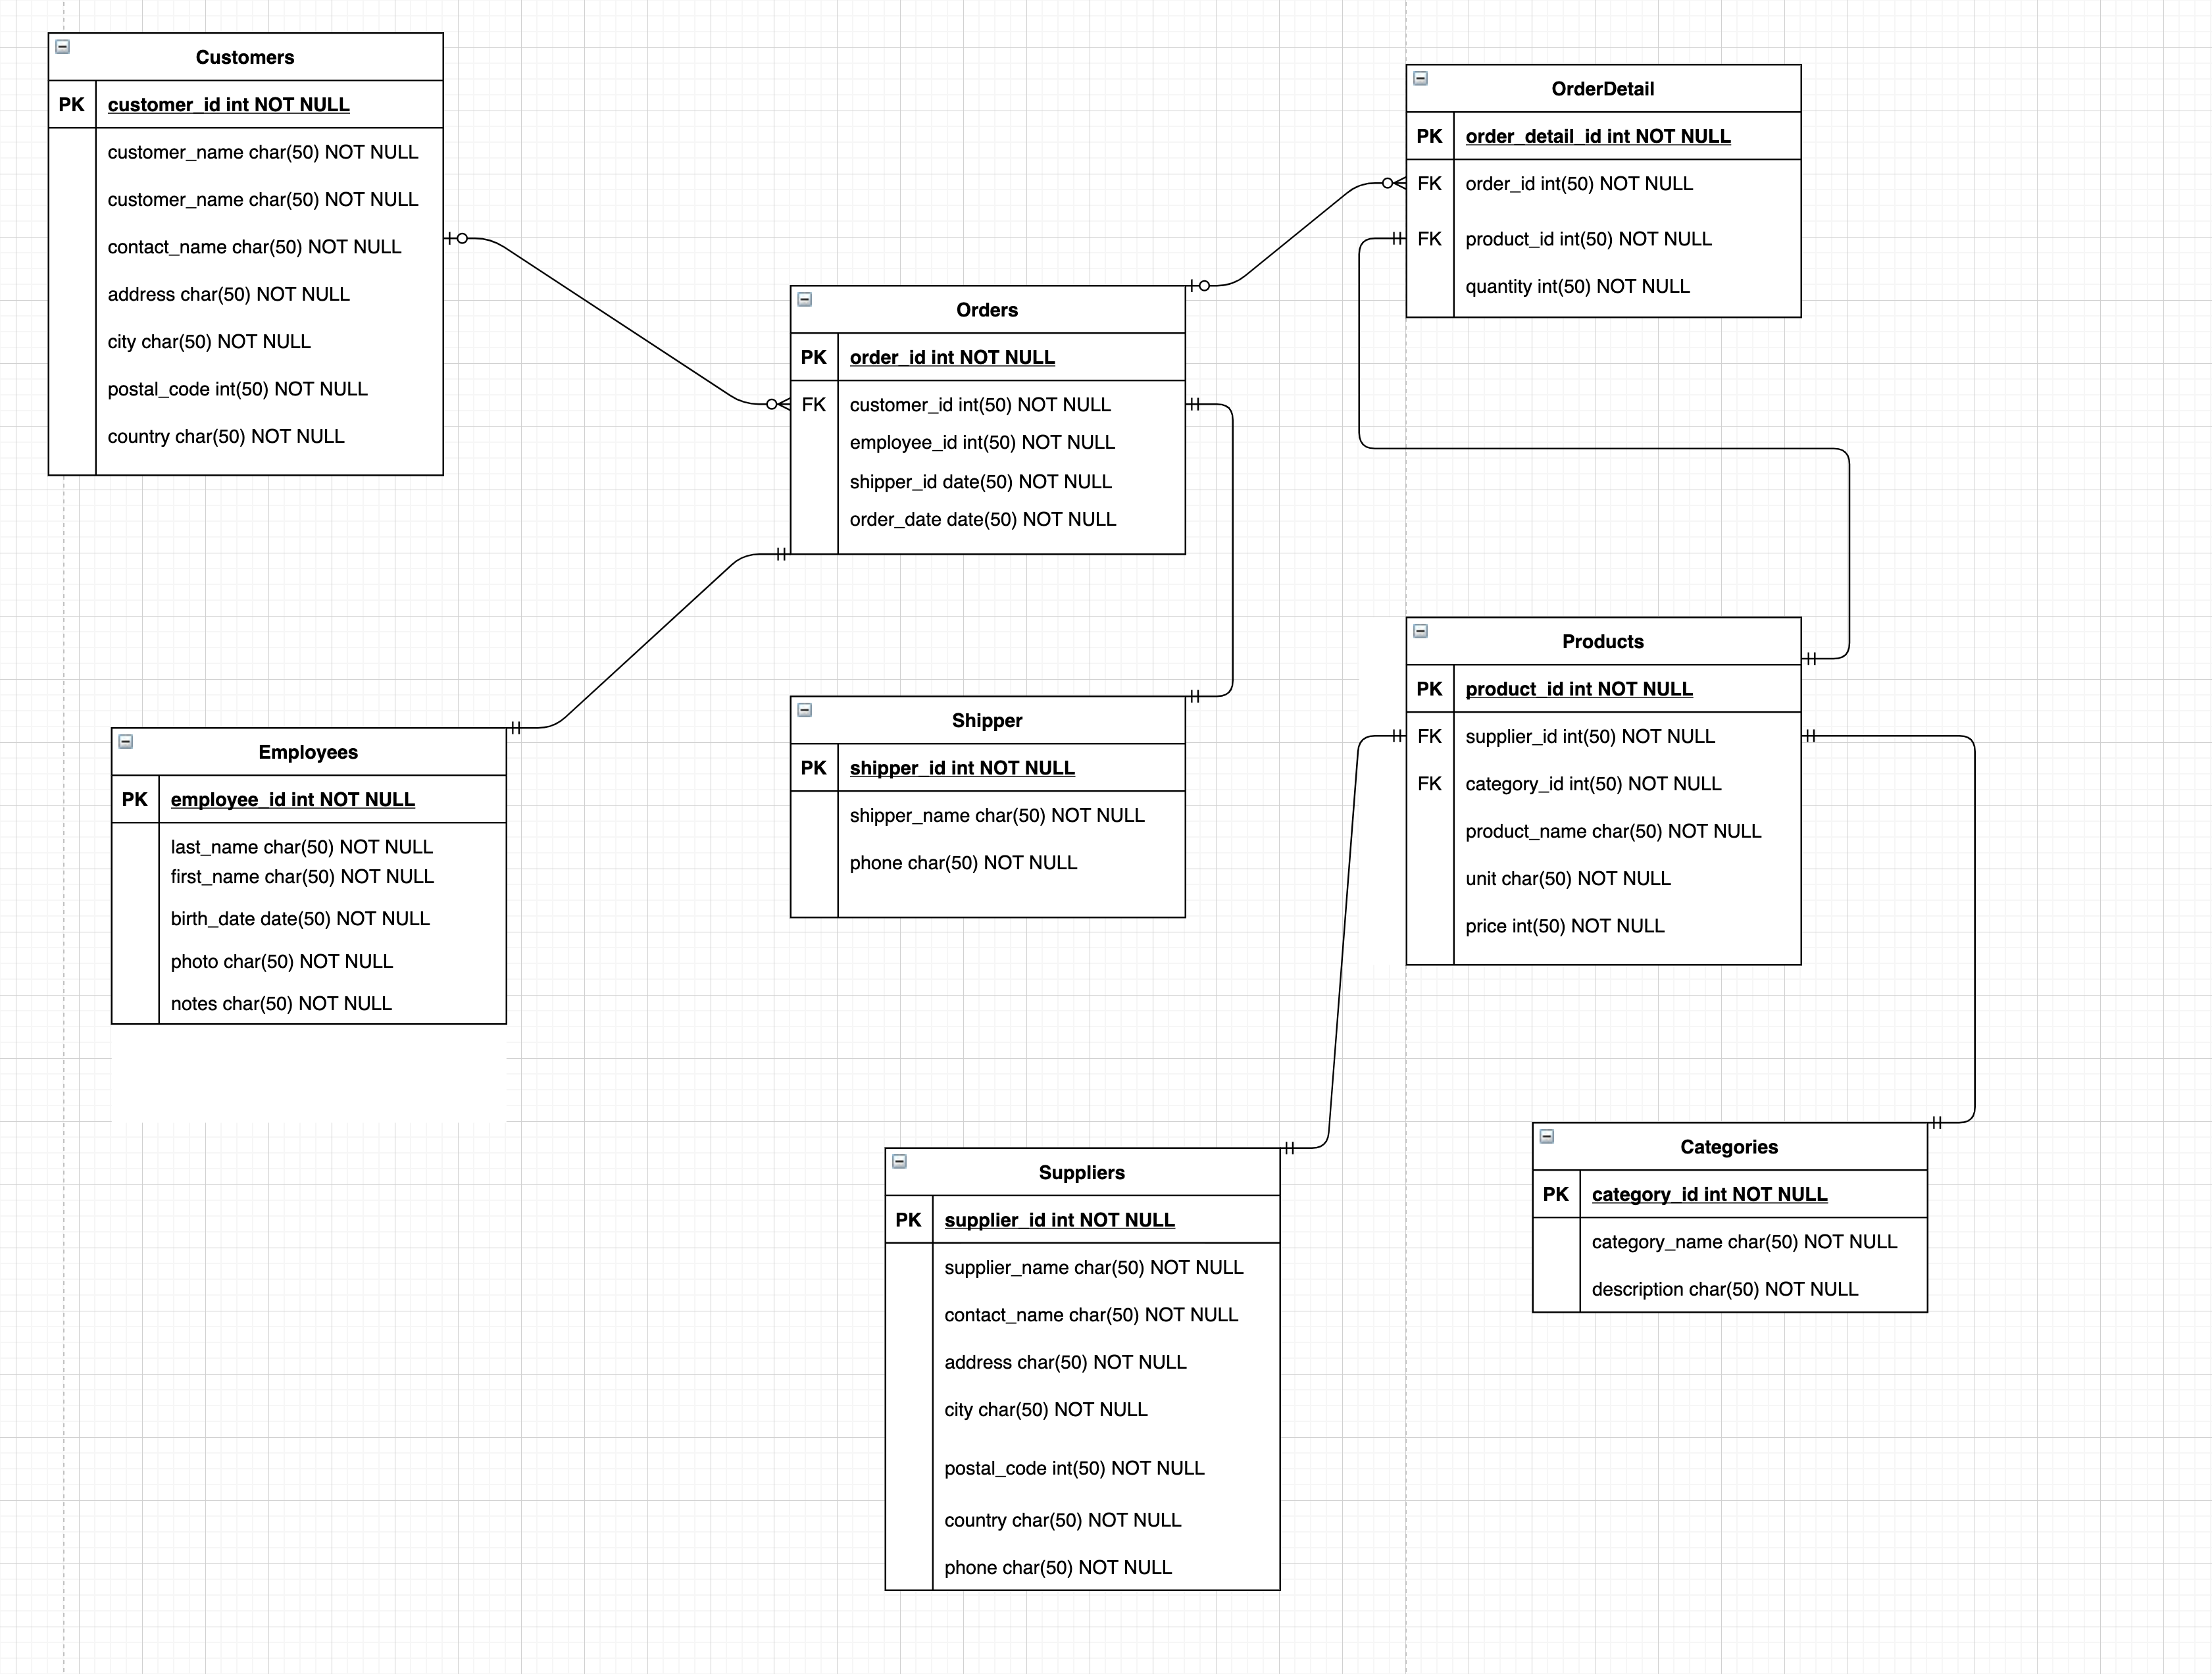 Customers
PK customer_id int NOT NULL
customer_name char(50) NOT NULL
customer_name char(50) NOT NULL
contact_name char(50) NOT NULL
address char(50) NOT NULL
city char(50) NOT NULL
postal_code int(50) NOT NULL
country char(50) NOT NULL
Orders
PK order_id int NOT NULL
FK customer_id int(50) NOT NULL
employee_id int(50) NOT NULL
shipper_id date(50) NOT NULL
order_date date(50) NOT NULL
OrderDetail
PK order_detail_id int NOT NULL
FK order_id int(50) NOT NULL
FK product_id int(50) NOT NULL
quantity int(50) NOT NULL
Employees
PK employee_id int NOT NULL
last_name char(50) NOT NULL
first_name char(50) NOT NULL
birth_date date(50) NOT NULL
photo char(50) NOT NULL
notes char(50) NOT NULL
Shipper
PK shipper_id int NOT NULL
shipper_name char(50) NOT NULL
phone char(50) NOT NULL
Products
PK product_id int NOT NULL
FK supplier_id int(50) NOT NULL
FK category_id int(50) NOT NULL
product_name char(50) NOT NULL
unit char(50) NOT NULL
price int(50) NOT NULL
Suppliers
PK supplier_id int NOT NULL
supplier_name char(50) NOT NULL
contact_name char(50) NOT NULL
address char(50) NOT NULL
city char(50) NOT NULL
postal_code int(50) NOT NULL
country char(50) NOT NULL
phone char(50) NOT NULL
Categories
PK category_id int NOT NULL
category_name char(50) NOT NULL
description char(50) NOT NULL